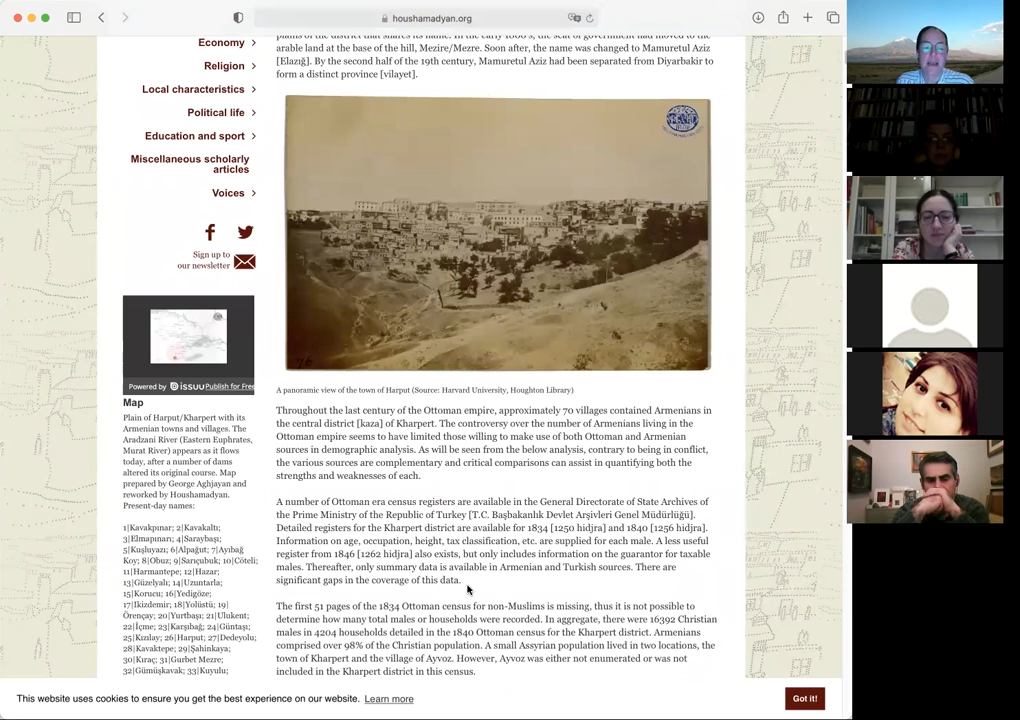 houshamadyan.org
Economy
Religion
Local characteristics
Political life
Education and sport
Miscellaneous scholarly
articles
Voices
Sign up to
our newsletter
Powered by issuu Publish for Free
Map
Plain of Harput/Kharpert with its
Armenian towns and villages. The
Aradzani River (Eastern Euphrates,
Murat River) appears as it flows
today, after a number of dams
altered its original course. Map
prepared by George Aghjayan and
reworked by Houshamadyan.
Present-day names:
1|Kavakpınar; 2|Kavakaltı;
3|Elmapınarı; 4|Saraybaşı;
5|Kuşluyazı; 6|Alpağut; 7|Ayıbağ
Koy; 8|Obuz; 9|Sarıçubuk; 10|Cöteli;
11|Harmantepe; 12|Hazar;
13|Güzelyalı; 14|Uzuntarla;
15|Korucu; 16|Yedigöze;
17|Ikizdemir; 18|Yolüstü; 19|
Örençay; 20|Yurtbaşı; 21|Ulukent;
22|İçme; 23|Karşıbağ; 24|Güntaşı;
25|Kızılay; 26|Harput; 27|Dedeyolu;
28|Kavaktepe; 29|Şahinkaya;
30|Kıraç; 31|Gurbet Mezre;
32|Gümüşkavak; 33|Kuyulu;
plains of the district that shares its name. In the early 1800's, the seat of government had moved to the
arable land at the base of the hill, Mezire/Mezre. Soon after, the name was changed to Mamuretul Aziz
[Elazığ]. By the second half of the 19th century, Mamuretul Aziz had been separated from Diyarbakir to
form a distinct province [vilayet].
A panoramic view of the town of Harput (Source: Harvard University, Houghton Library)
Throughout the last century of the Ottoman empire, approximately 70 villages contained Armenians in
the central district [kaza] of Kharpert. The controversy over the number of Armenians living in the
Ottoman empire seems to have limited those willing to make use of both Ottoman and Armenian
sources in demographic analysis. As will be seen from the below analysis, contrary to being in conflict,
the various sources are complementary and critical comparisons can assist in quantifying both the
strengths and weaknesses of each.
A number of Ottoman era census registers are available in the General Directorate of State Archives of
the Prime Ministry of the Republic of Turkey [T.C. Başbakanlık Devlet Arşivleri Genel Müdürlüğü].
Detailed registers for the Kharpert district are available for 1834 [1250 hidjra] and 1840 [1256 hidjra].
Information on age, occupation, height, tax classification, etc. are supplied for each male. A less useful
register from 1846 [1262 hidjra] also exists, but only includes information on the guarantor for taxable
males. Thereafter, only summary data is available in Armenian and Turkish sources. There are
significant gaps in the coverage of this data.
The first 51 pages of the 1834 Ottoman census for non-Muslims is missing, thus it is not possible to
determine how many total males or households were recorded. In aggregate, there were 16392 Christian
males in 4204 households detailed in the 1840 Ottoman census for the Kharpert district. Armenians
comprised over 98% of the Christian population. A small Assyrian population lived in two locations, the
town of Kharpert and the village of Ayvoz. However, Ayvoz was either not enumerated or was not
included in the Kharpert district in this census.
This website uses cookies to ensure you get the best experience on our website. Learn more
Got it!